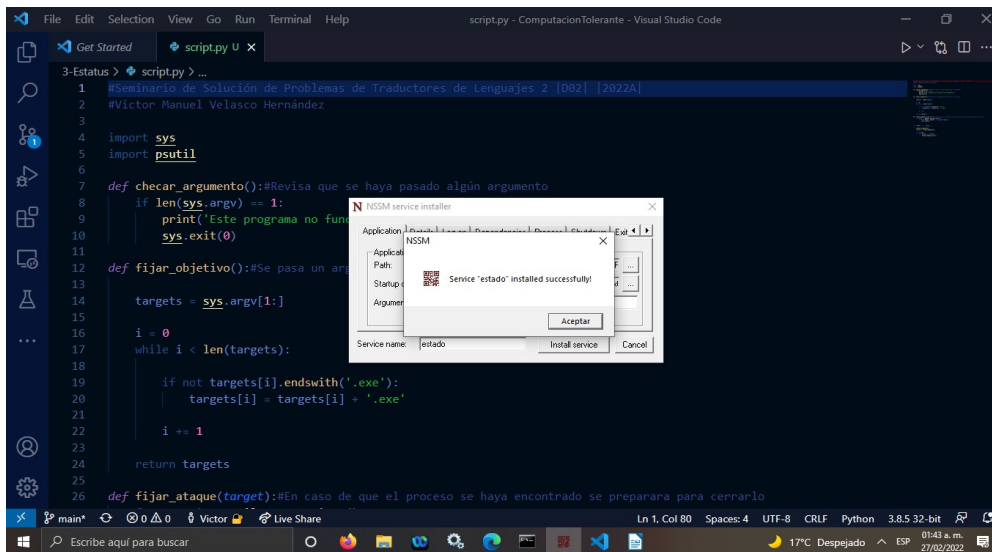 File Edit Selection View Go Run Terminal Help script.py - ComputacionTolerante - Visual Studio Code
Get Started script.py U
3-Estatus > script.py > ...
1 #Seminario de Solución de Problemas de Traductores de Lenguajes 2 |D02| |2022A|
2 #Victor Manuel Velasco Hernández
3
4 import sys
5 import psutil
6
7 def checar_argumento():#Revisa que se haya pasado algún argumento
8 if len(sys.argv) == 1:
9 print('Este programa no func
10 sys.exit(0)
11
12 def fijar_objetivo():#Se pasa un arg
13
14 targets = sys.argv[1:]
15
16 i = 0
17 while i < len(targets):
18
19 if not targets[i].endswith('.exe'):
20 targets[i] = targets[i] + '.exe'
21
22 i += 1
23
24 return targets
25
26 def fijar_ataque(target):#En caso de que el proceso se haya encontrado se preparara para cerrarlo
NSSM service installer
Application Details Log on Dependencies Process Shutdown Exit
Applicati
Path:
Startup d
Argumen
Service name: estado Install service Cancel
NSSM
Service "estado" installed successfully!
Aceptar
1
main* 0 0 Victor Live Share Ln 1, Col 80 Spaces: 4 UTF-8 CRLF Python 3.8.5 32-bit
Escribe aquí para buscar 17°C Despejado ESP 01:43 a. m.
27/02/2022